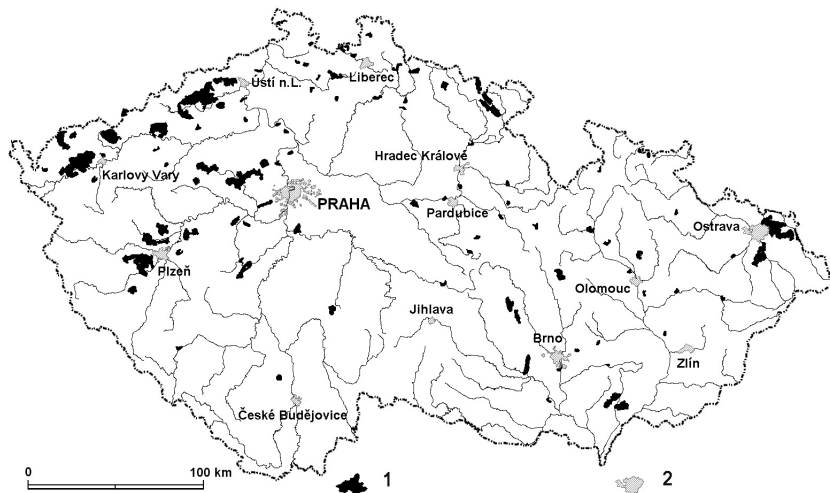 Ústí n.L.
Liberec
Karlovy Vary
Hradec Králové
PRAHA
Pardubice
Ostrava
Plzeň
Olomouc
Jihlava
Brno
Zlín
České Budějovice
0 100 km
1
2